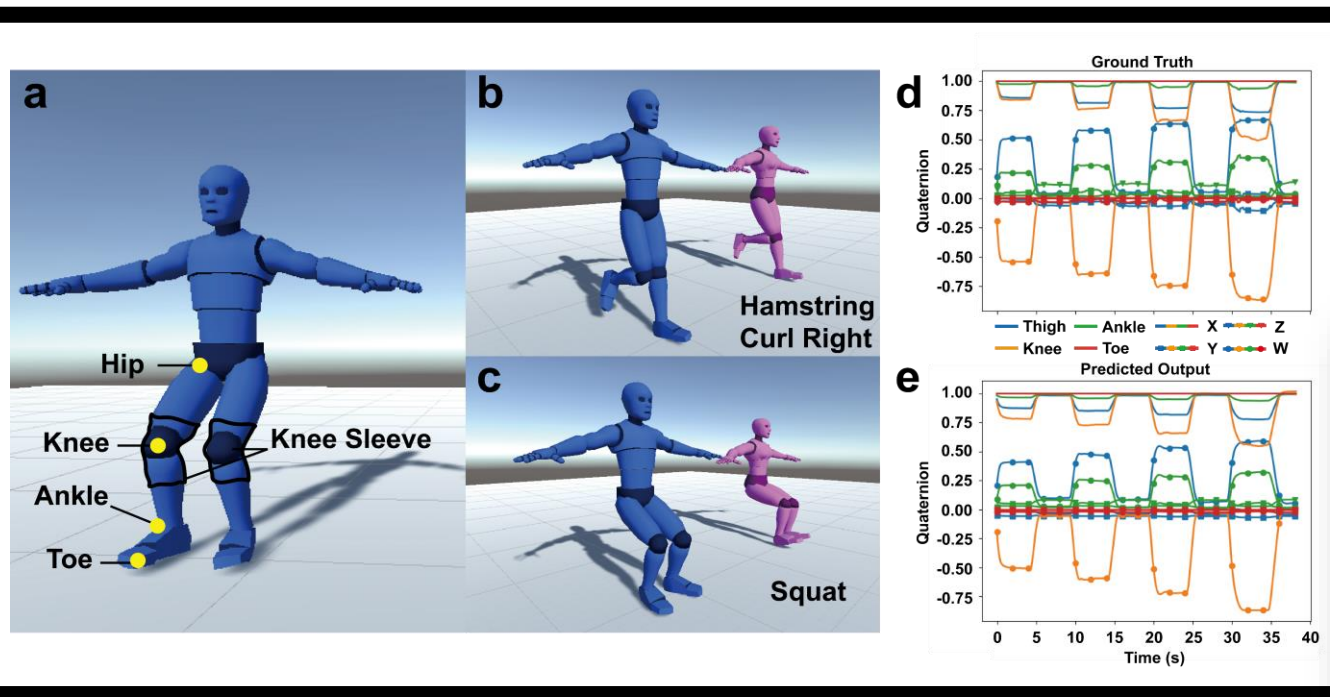 a
Hip
Knee
Knee Sleeve
Ankle
Toe
b
Hamstring
Curl Right
c
Squat
d
Ground Truth
Quaternion
1.00
0.75
0.50
0.25
0.00
-0.25
-0.50
-0.75
Thigh Ankle X Z
Knee Toe Y W
e
Predicted Output
Quaternion
1.00
0.75
0.50
0.25
0.00
-0.25
-0.50
-0.75
0 5 10 15 20 25 30 35 40
Time (s)